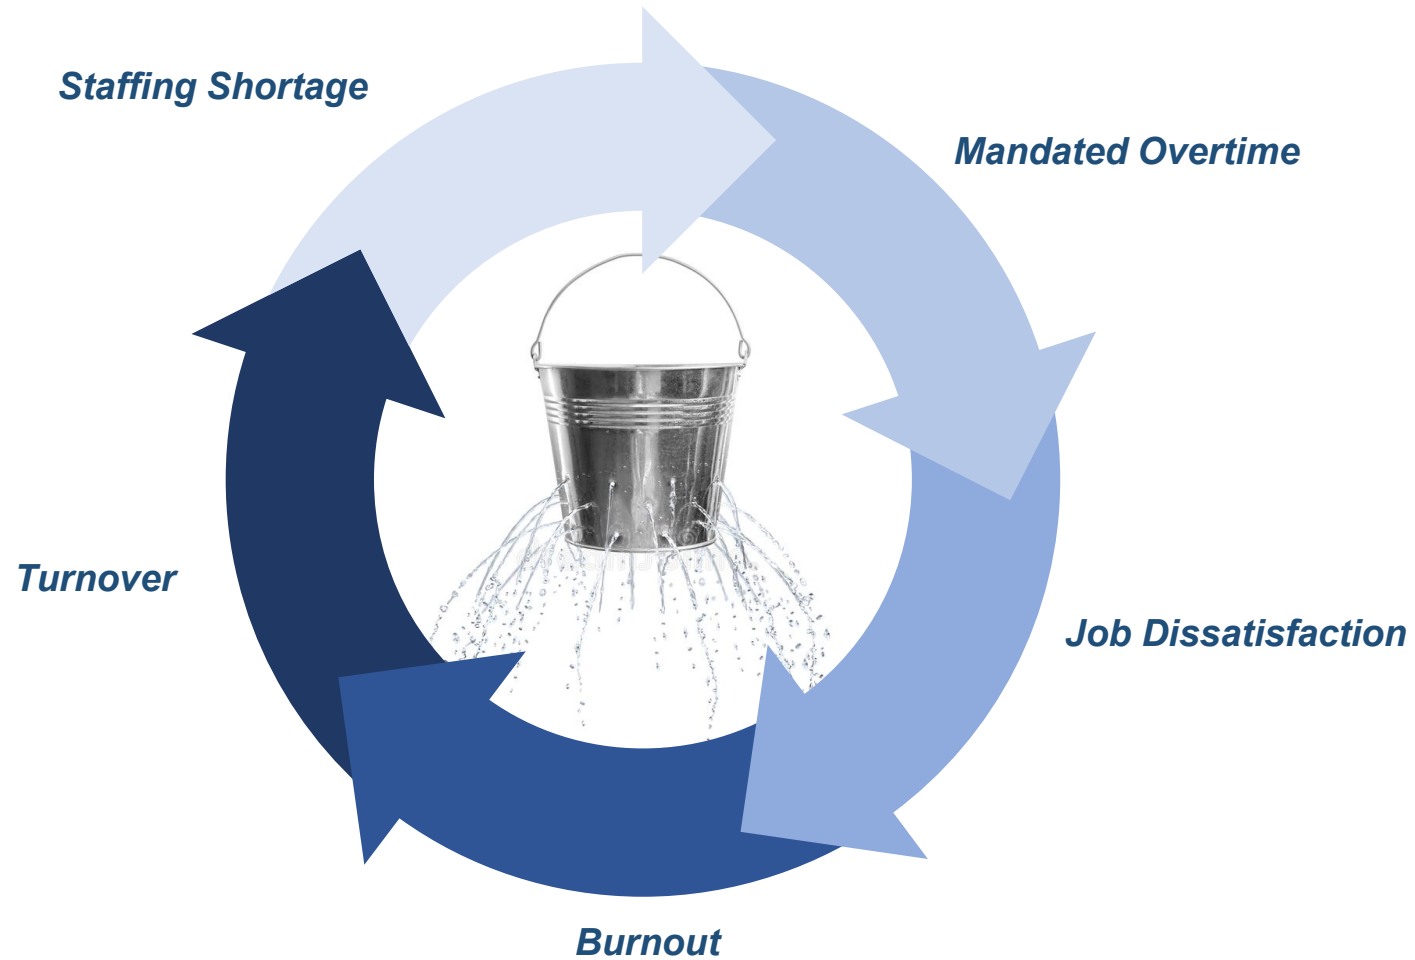 Staffing Shortage
Mandated Overtime
Job Dissatisfaction
Burnout
Turnover